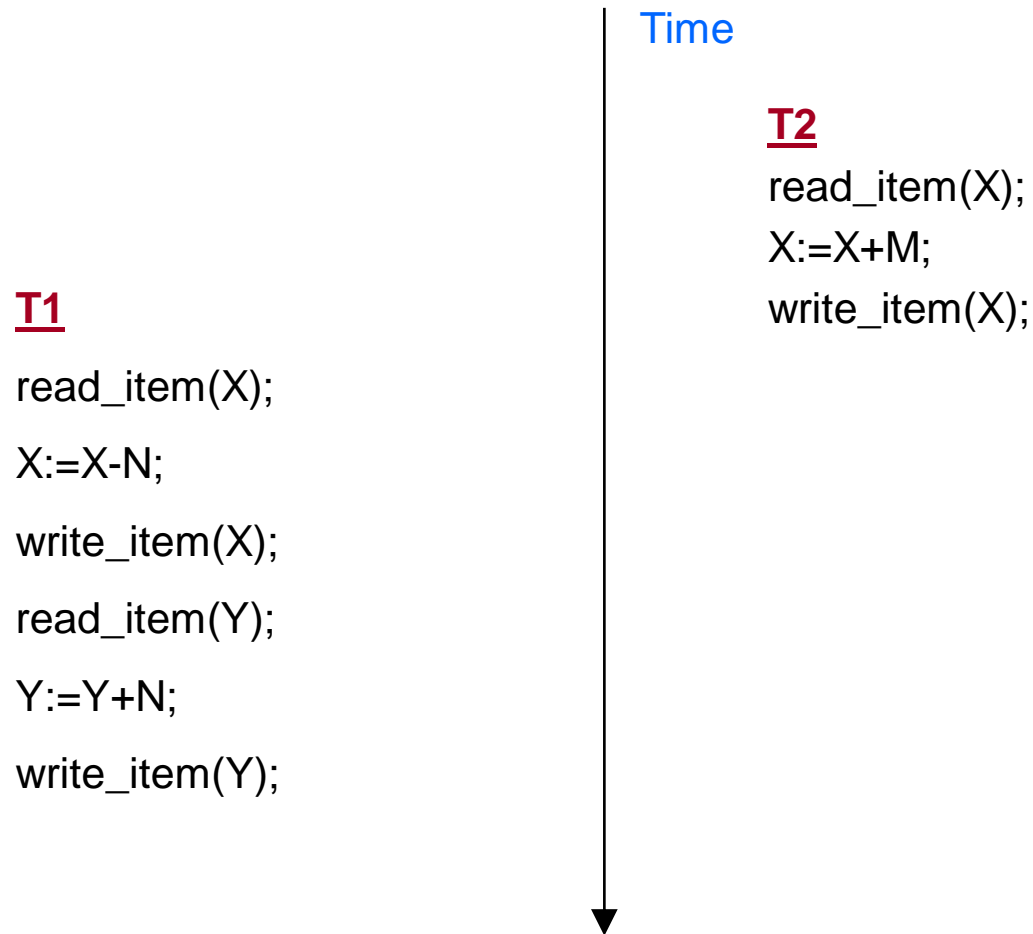 Time
T2
read_item(X);
X:=X+M;
write_item(X);
T1
read_item(X);
X:=X-N;
write_item(X);
read_item(Y);
Y:=Y+N;
write_item(Y);